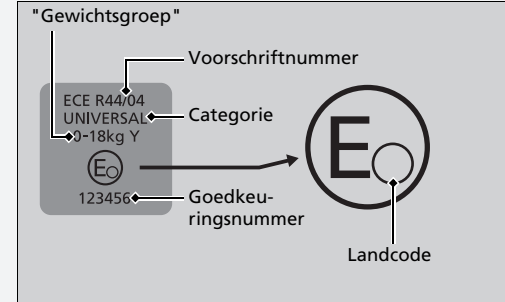 "Gewichtsgroep"
Voorschriftnummer
ECE R44/04
UNIVERSAL
0-18kg Y
E
123456
Categorie
Goedkeu-
ringsnummer
E
Landcode